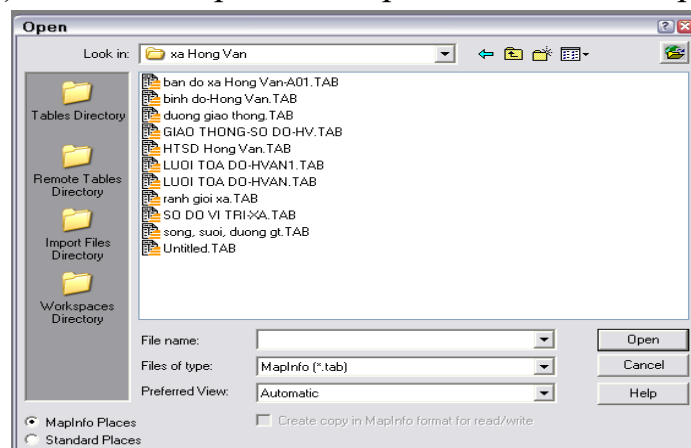 Open
Look in:
xa Hong Van
Tables Directory
Remote Tables
Directory
Import Files
Directory
Workspaces
Directory
ban do xa Hong Van-A01.TAB
binh do-Hong Van.TAB
duong giao thong.TAB
GIAO THONG-SO DO-HV.TAB
HTSD Hong Van.TAB
LUOI TOA DO-HVAN1.TAB
LUOI TOA DO-HVAN.TAB
ranh gioi xa.TAB
SO DO VI TRI-XA.TAB
song, suoi, duong gt.TAB
Untitled.TAB
File name:
Open
Files of type:
MapInfo (*.tab)
Cancel
Preferred View:
Automatic
Help
MapInfo Places
Create copy in MapInfo format for read/write
Standard Places